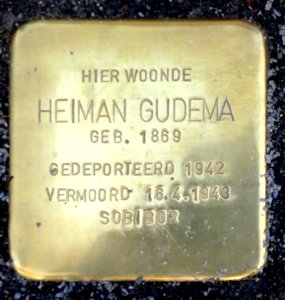 HIER WOONDE
HEIMAN GUDEMA
GEB. 1869
GEDEPORTEERD 1942
VERMOORD 16.4.1943
SOBIBOR